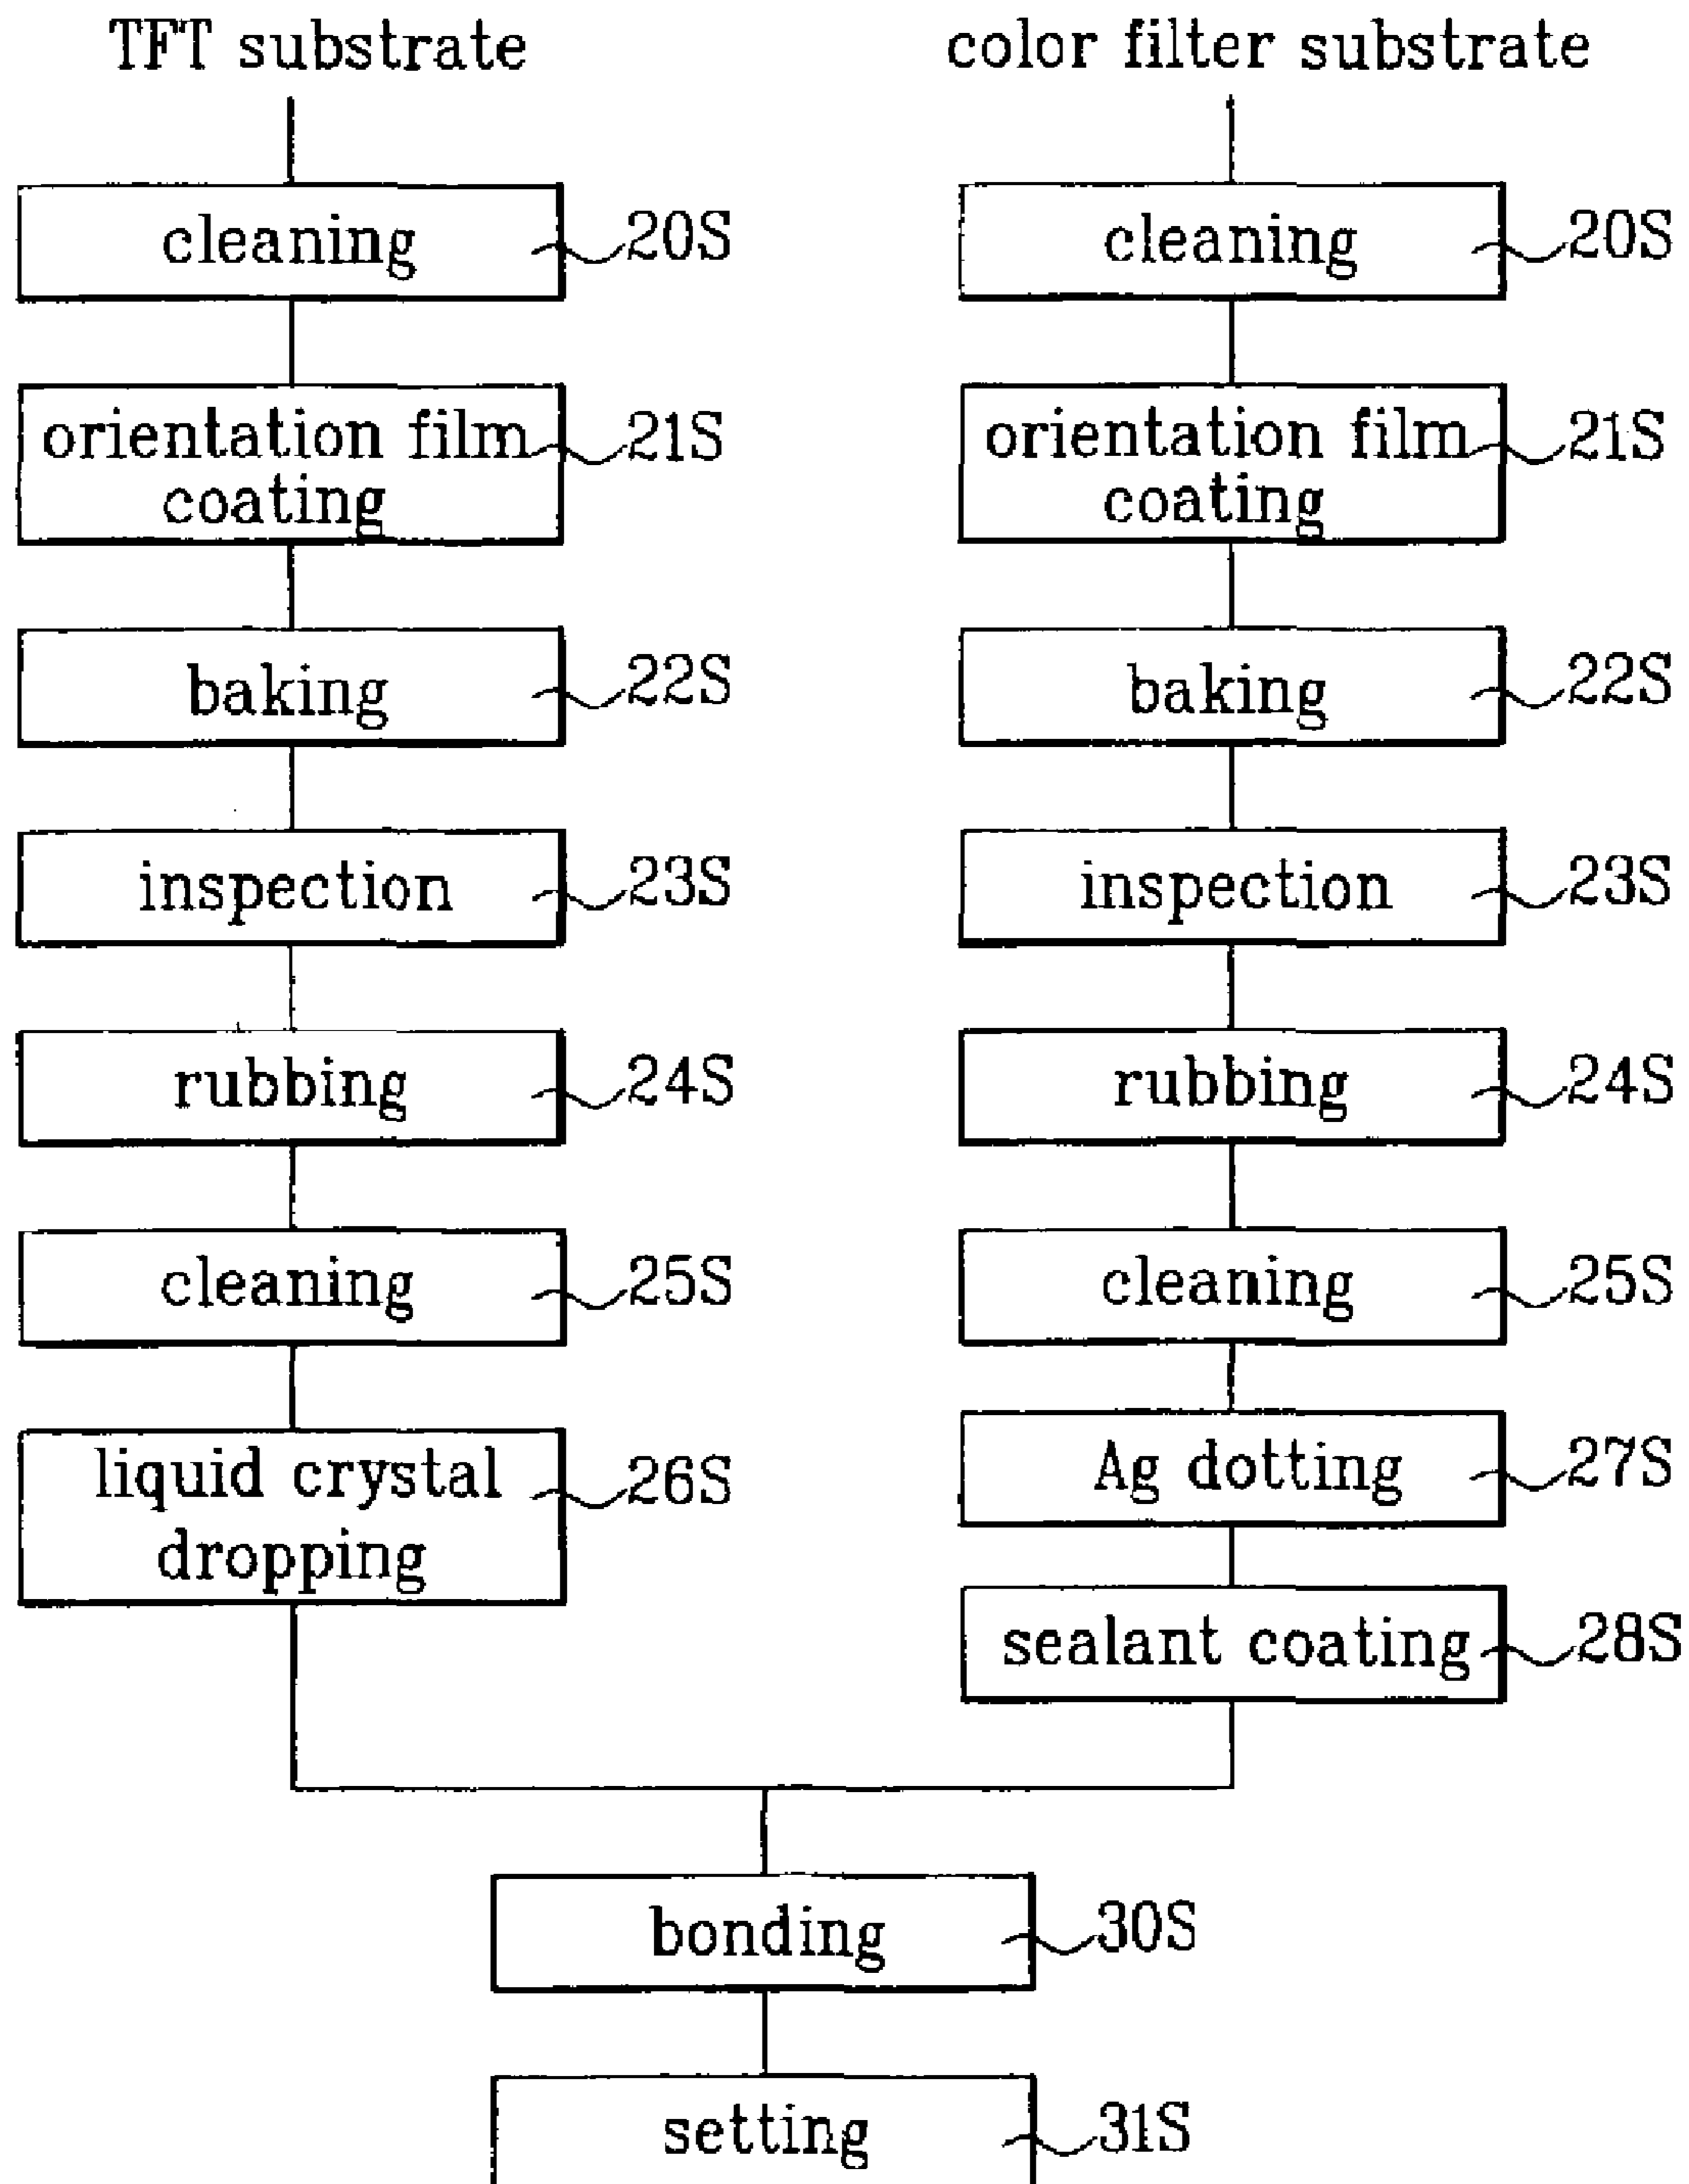 TFT substrate
color filter substrate
cleaning 20S
cleaning 20S
orientation film
coating
21S
orientation film
coating
21S
baking 22S
baking 22S
inspection 23S
inspection 23S
rubbing 24S
rubbing 24S
cleaning 25S
cleaning 25S
liquid crystal
dropping
26S
Ag dotting 27S
sealant coating 28S
bonding 30S
setting 31S